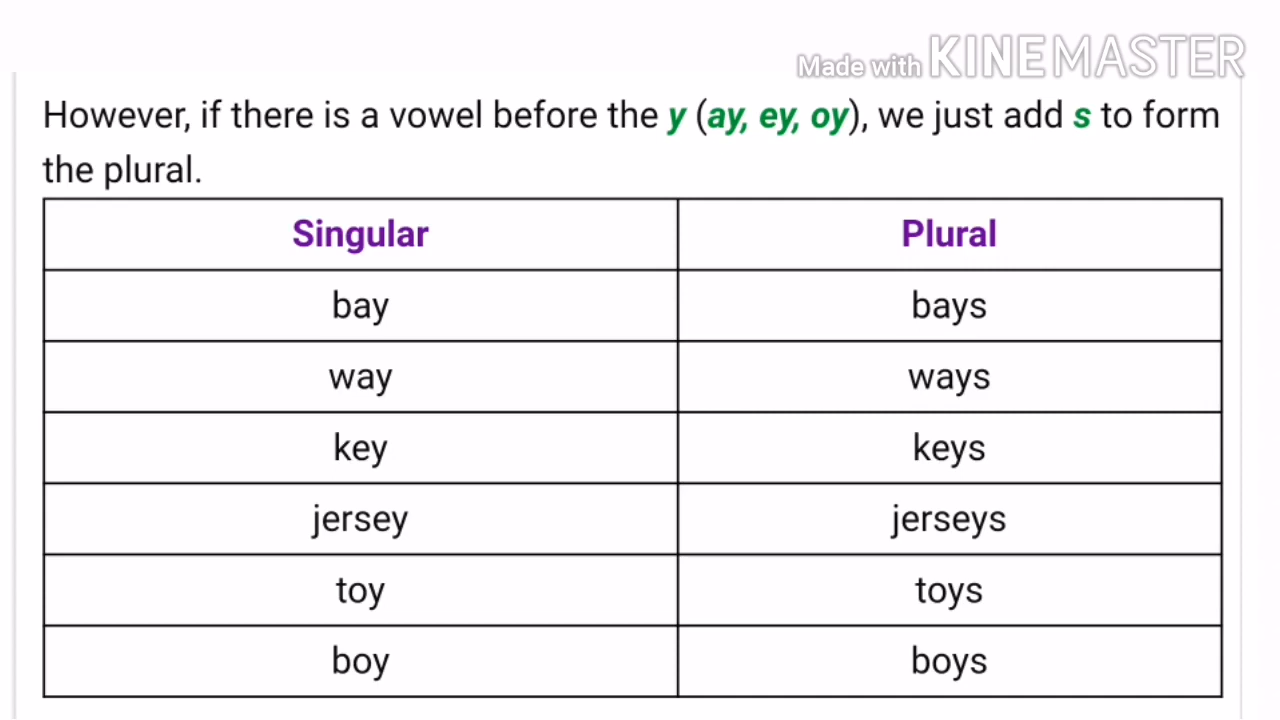 Made with KINEMASTER
However, if there is a vowel before the y (ay, ey, oy), we just add s to form
the plural.
Singular Plural
bay bays
way ways
key keys
jersey jerseys
toy toys
boy boys